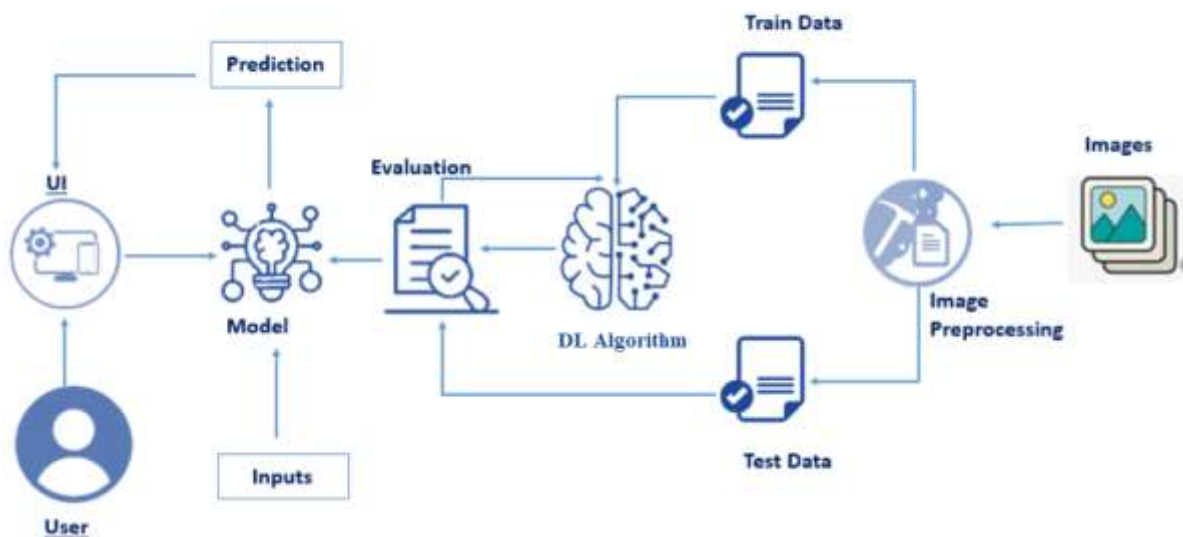 Train Data
Prediction
Images
Evaluation
UI
Image
Preprocessing
Model
DL Algorithm
Inputs
Test Data
User